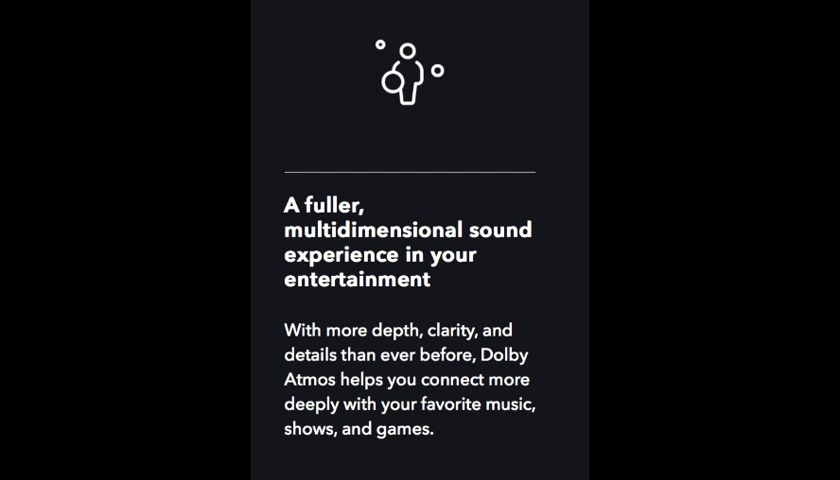 A fuller,
multidimensional sound
experience in your
entertainment
With more depth, clarity, and
details than ever before, Dolby
Atmos helps you connect more
deeply with your favorite music,
shows, and games.